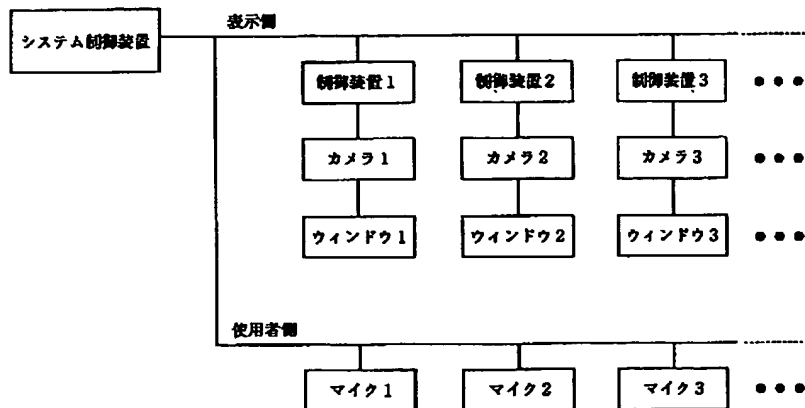 表示側
システム制御装置
制御装置1 制御装置2 制御装置3 ●●●
カメラ1 カメラ2 カメラ3 ●●●
ウィンドウ1 ウィンドウ2 ウィンドウ3 ●●●
使用者側
マイク1 マイク2 マイク3 ●●●